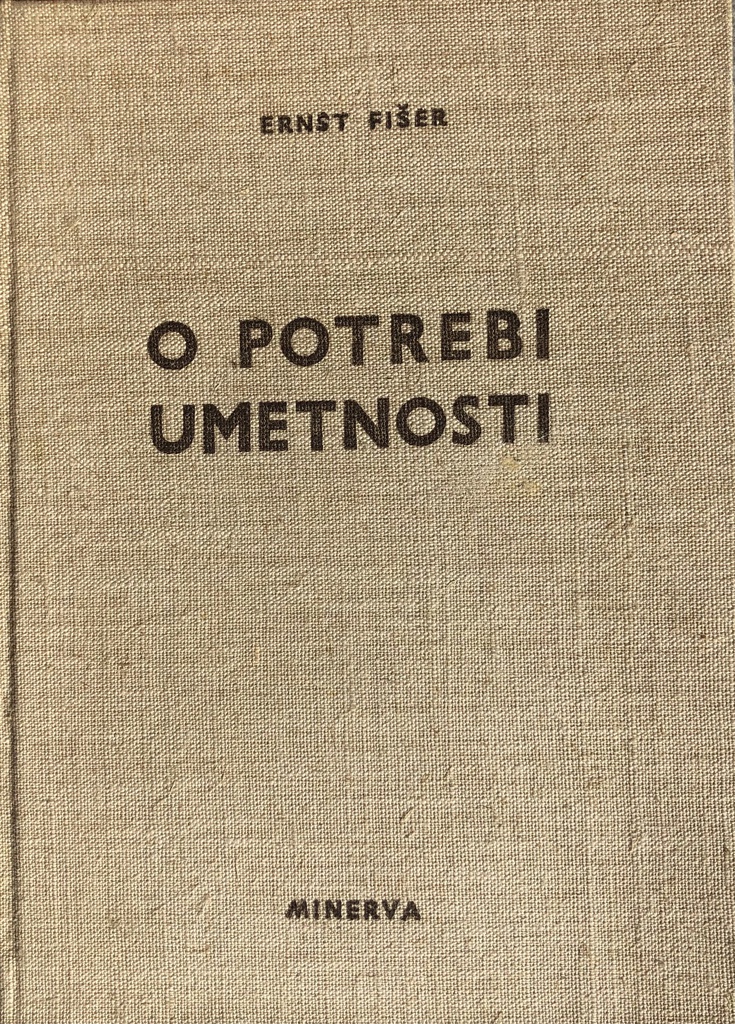 ERNST FIŠER
O POTREBI
UMETNOSTI
MINERVA